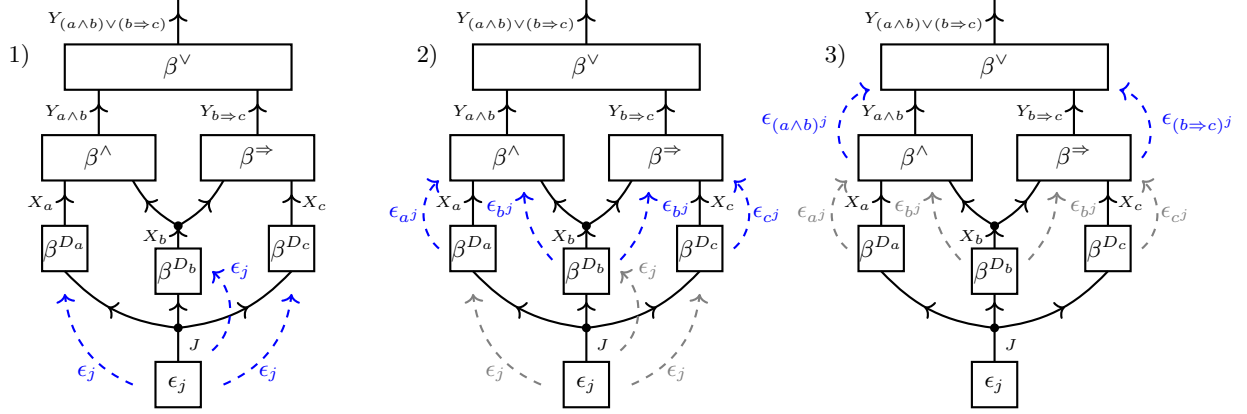 Y_{(a∧b)∨(b⇒c)} Y_{(a∧b)∨(b⇒c)} Y_{(a∧b)∨(b⇒c)}
1) β^∨ 2) β^∨ 3) β^∨
Y_{a∧b} Y_{b⇒c} Y_{a∧b} Y_{b⇒c} ϵ_{(a∧b)^j} Y_{a∧b} Y_{b⇒c} ϵ_{(b⇒c)^j}
β^∧ β^⇒ β^∧ β^⇒ β^∧ β^⇒
X_a X_c ϵ_{a^j} X_a ϵ_{b^j} ϵ_{b^j} X_c ϵ_{c^j} ϵ_{a^j} X_a ϵ_{b^j} ϵ_{b^j} X_c ϵ_{c^j}
X_b X_b X_b
β^{D_a} β^{D_b} β^{D_c} β^{D_a} β^{D_b} β^{D_c} β^{D_a} β^{D_b} β^{D_c}
ϵ_j ϵ_j
J J J
ϵ_j ϵ_j ϵ_j ϵ_j
ϵ_j ϵ_j ϵ_j